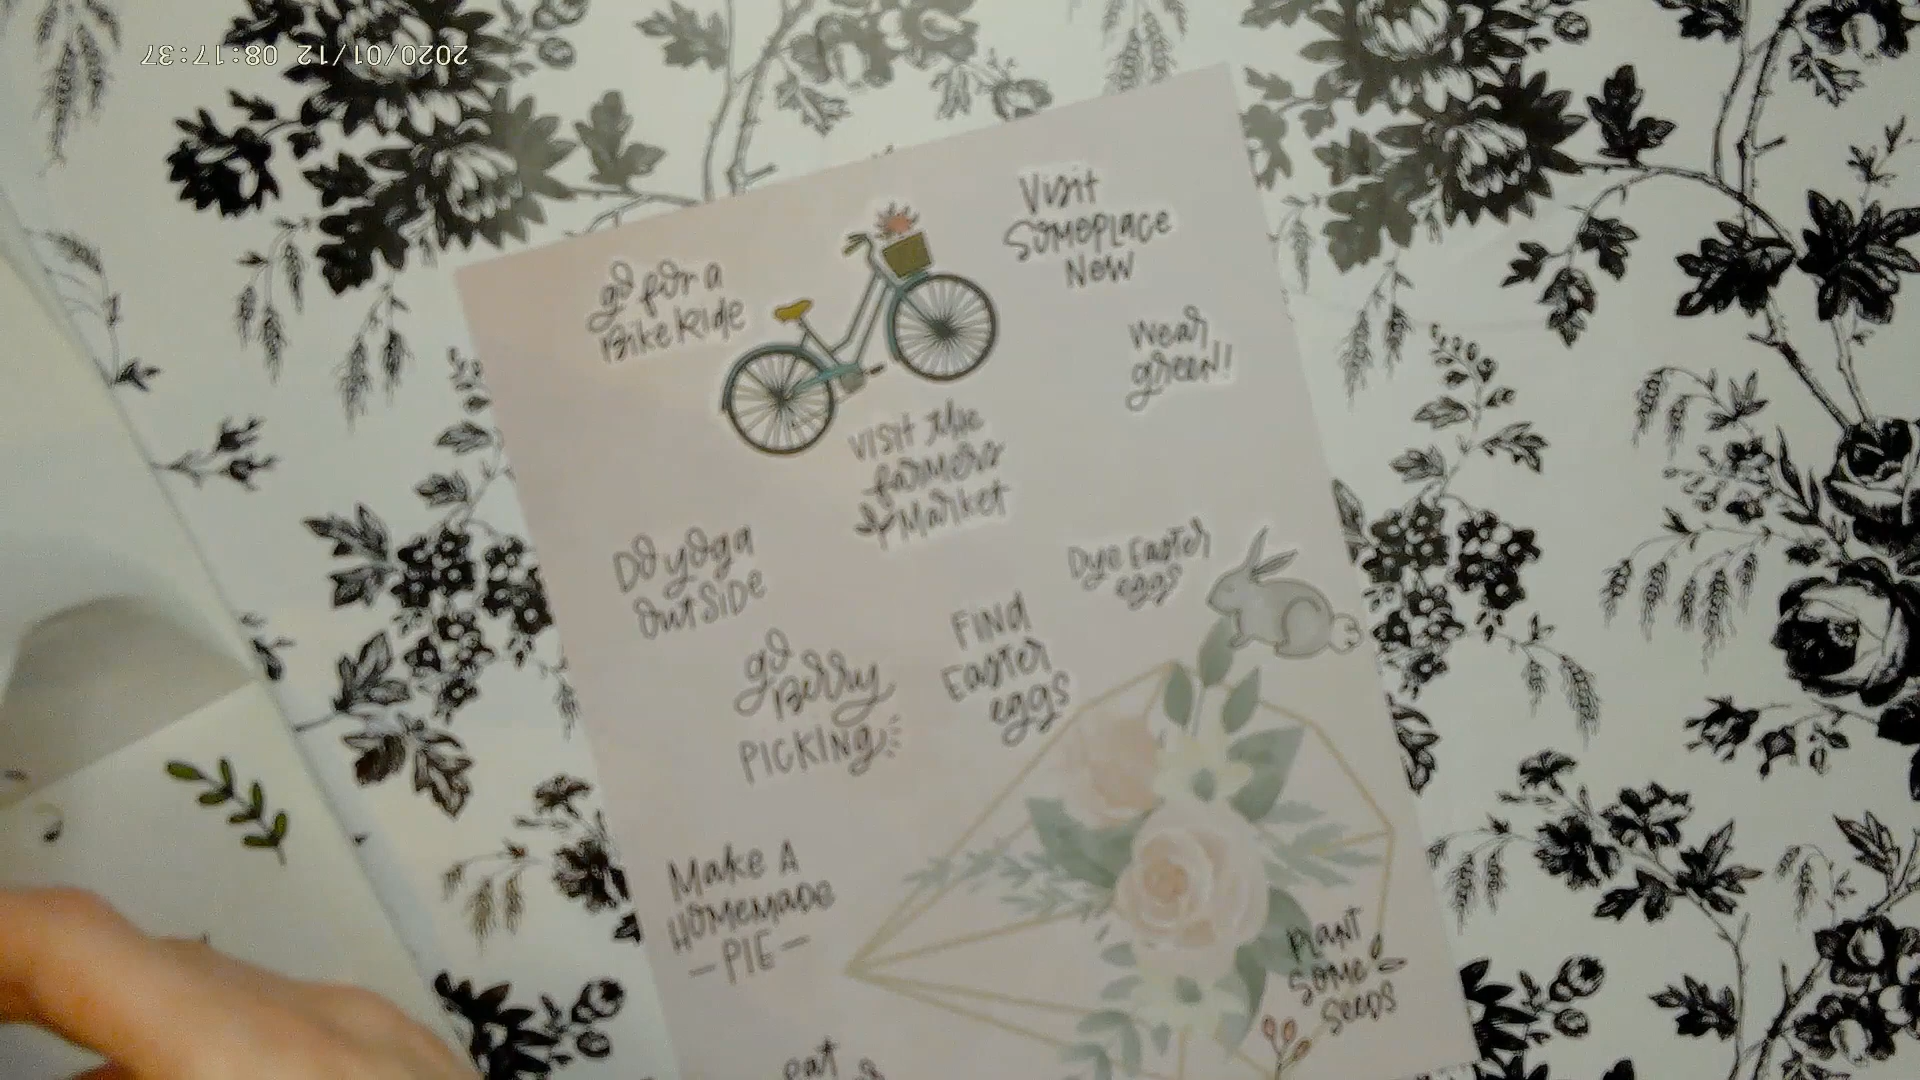 2020/01/12 08:17:37
Visit
Someplace
New
go for a
Bike Ride
Wear
green!
Visit the
farmers
Market
Do yoga
outside
Dye Easter
eggs
Find
Easter
eggs
go
Berry
Picking
Make A
Homemade
- Pie -
Plant
Some
Seeds
eat